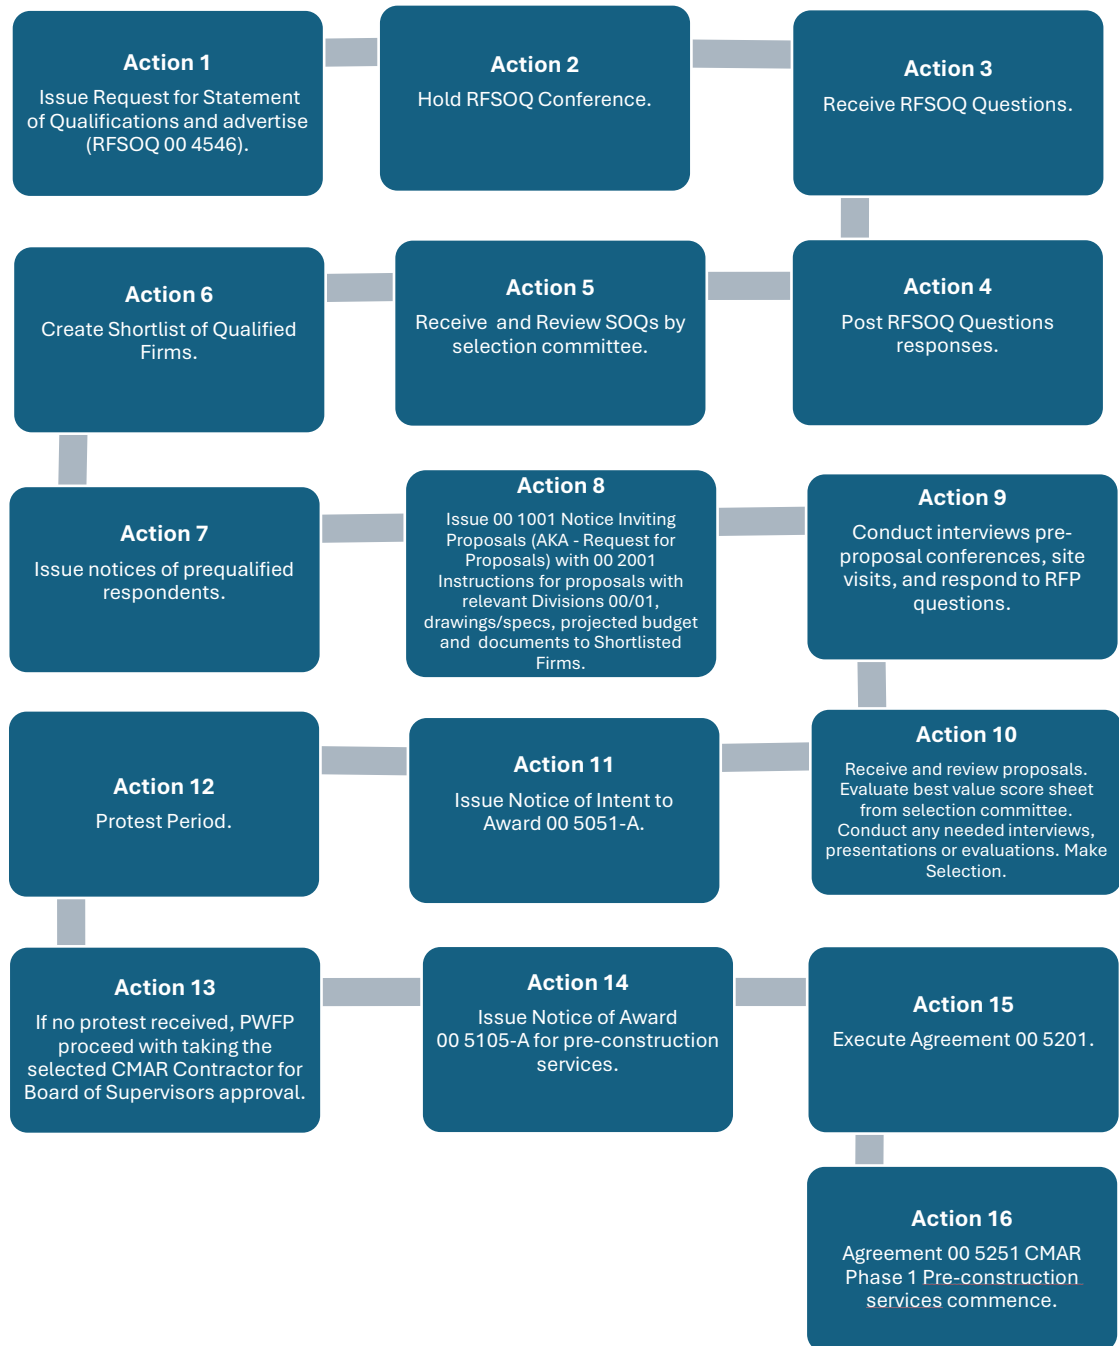 Action 1
Issue Request for Statement
of Qualifications and advertise
(RFSOQ 00 4546).
Action 2
Hold RFSOQ Conference.
Action 3
Receive RFSOQ Questions.
Action 4
Post RFSOQ Questions
responses.
Action 5
Receive and Review SOQs by
selection committee.
Action 6
Create Shortlist of Qualified
Firms.
Action 7
Issue notices of prequalified
respondents.
Action 8
Issue 00 1001 Notice Inviting
Proposals (AKA - Request for
Proposals) with 00 2001
Instructions for proposals with
relevant Divisions 00/01,
drawings/specs, projected budget
and documents to Shortlisted
Firms.
Action 9
Conduct interviews pre-
proposal conferences, site
visits, and respond to RFP
questions.
Action 10
Receive and review proposals.
Evaluate best value score sheet
from selection committee.
Conduct any needed interviews,
presentations or evaluations. Make
Selection.
Action 11
Issue Notice of Intent to
Award 00 5051-A.
Action 12
Protest Period.
Action 13
If no protest received, PWFP
proceed with taking the
selected CMAR Contractor for
Board of Supervisors approval.
Action 14
Issue Notice of Award
00 5105-A for pre-construction
services.
Action 15
Execute Agreement 00 5201.
Action 16
Agreement 00 5251 CMAR
Phase 1 Pre-construction
services commence.